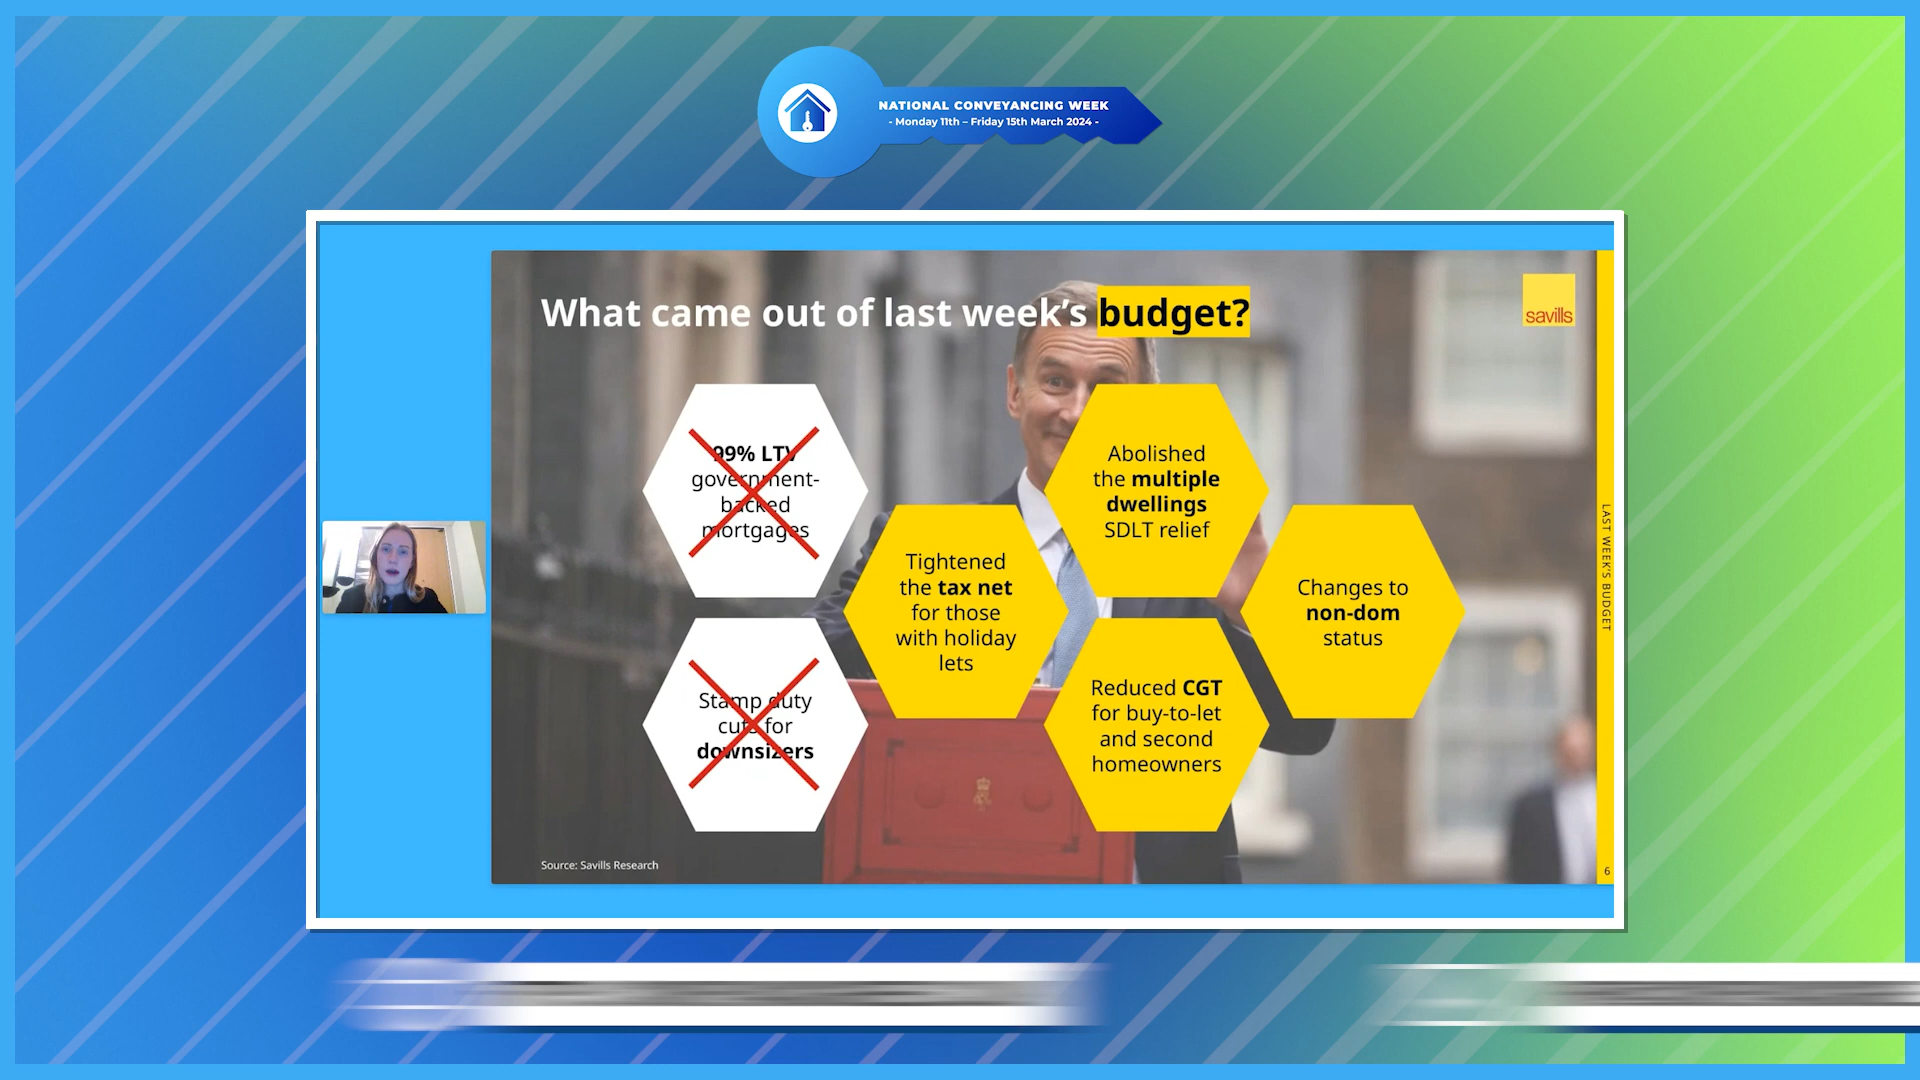 NATIONAL CONVEYANCING WEEK
- Monday 11th – Friday 15th March 2024 -
What came out of last week’s budget?
savills
99% LTV
government-
backed
mortgages
Stamp duty
cuts for
downsizers
Tightened
the tax net
for those
with holiday
lets
Abolished
the multiple
dwellings
SDLT relief
Reduced CGT
for buy-to-let
and second
homeowners
Changes to
non-dom
status
LAST WEEK'S BUDGET
Source: Savills Research
6